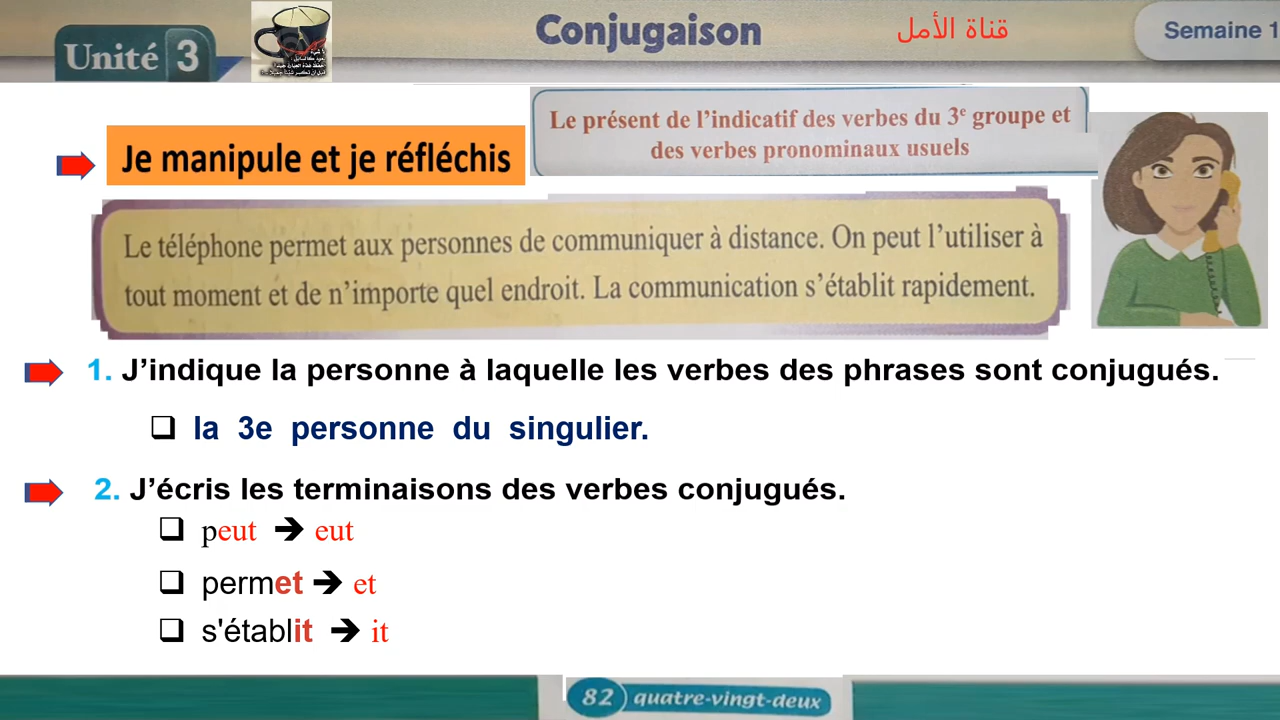 Unité 3
Conjugaison
قناة الأمل
Semaine 1
Le présent de l'indicatif des verbes du 3e groupe et
des verbes pronominaux usuels
Je manipule et je réfléchis
Le téléphone permet aux personnes de communiquer à distance. On peut l'utiliser à
tout moment et de n'importe quel endroit. La communication s'établit rapidement.
1. J'indique la personne à laquelle les verbes des phrases sont conjugués.
la 3e personne du singulier.
2. J'écris les terminaisons des verbes conjugués.
peut → eut
permet → et
s'établit → it
82 quatre-vingt-deux